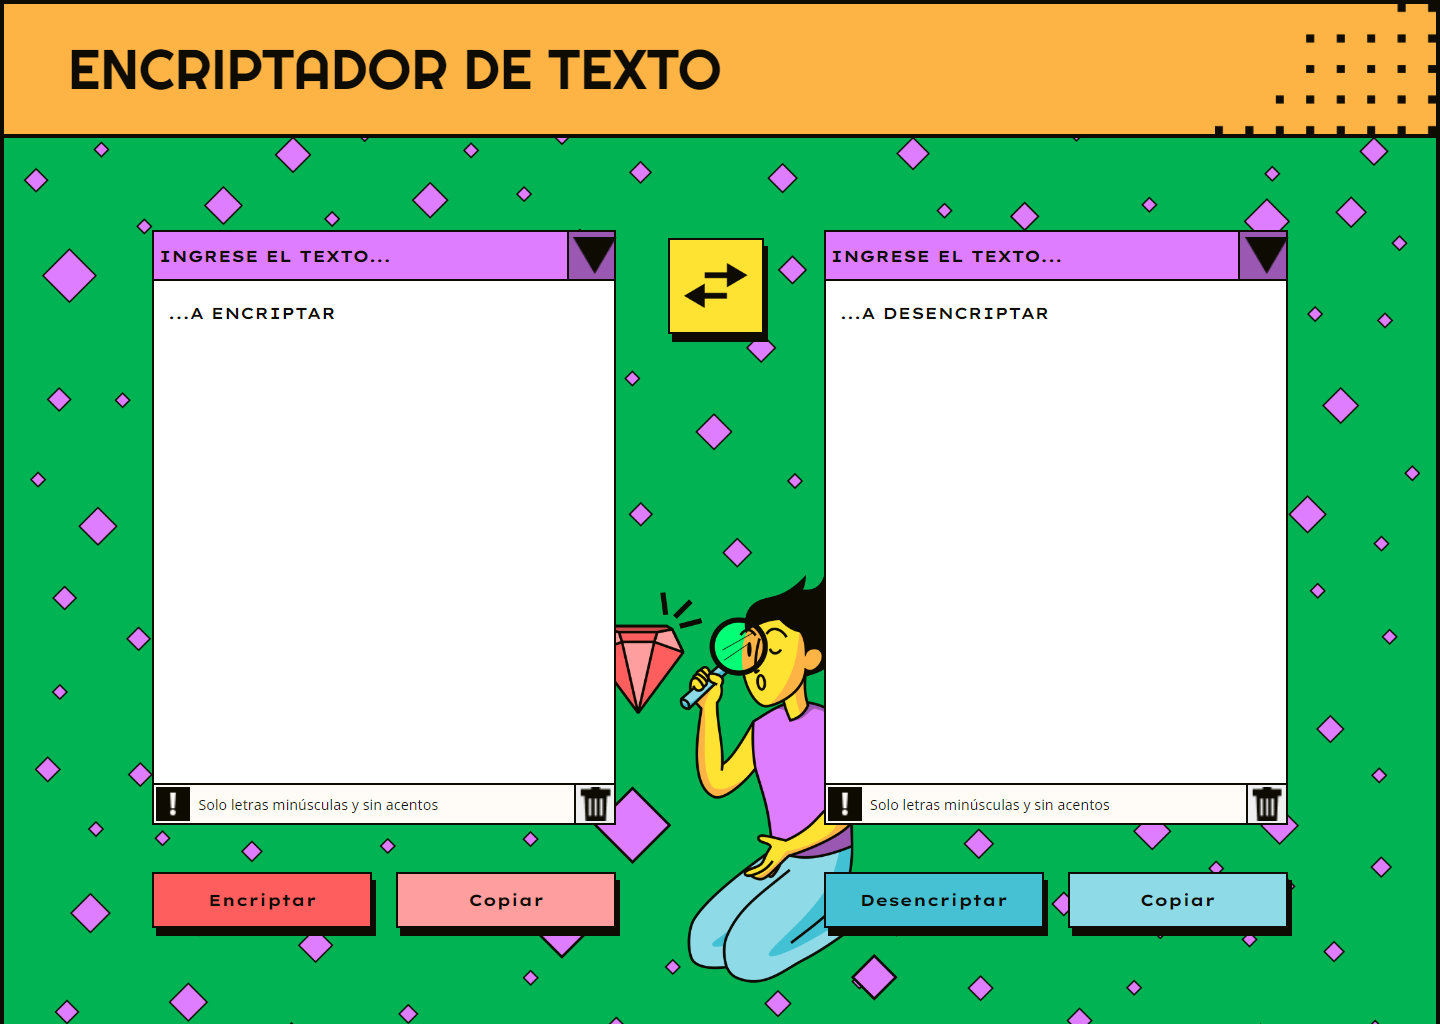 ENCRIPTADOR DE TEXTO
INGRESE EL TEXTO...
...A ENCRIPTAR
! Solo letras minúsculas y sin acentos
Encriptar
Copiar
INGRESE EL TEXTO...
...A DESENCRIPTAR
! Solo letras minúsculas y sin acentos
Desencriptar
Copiar